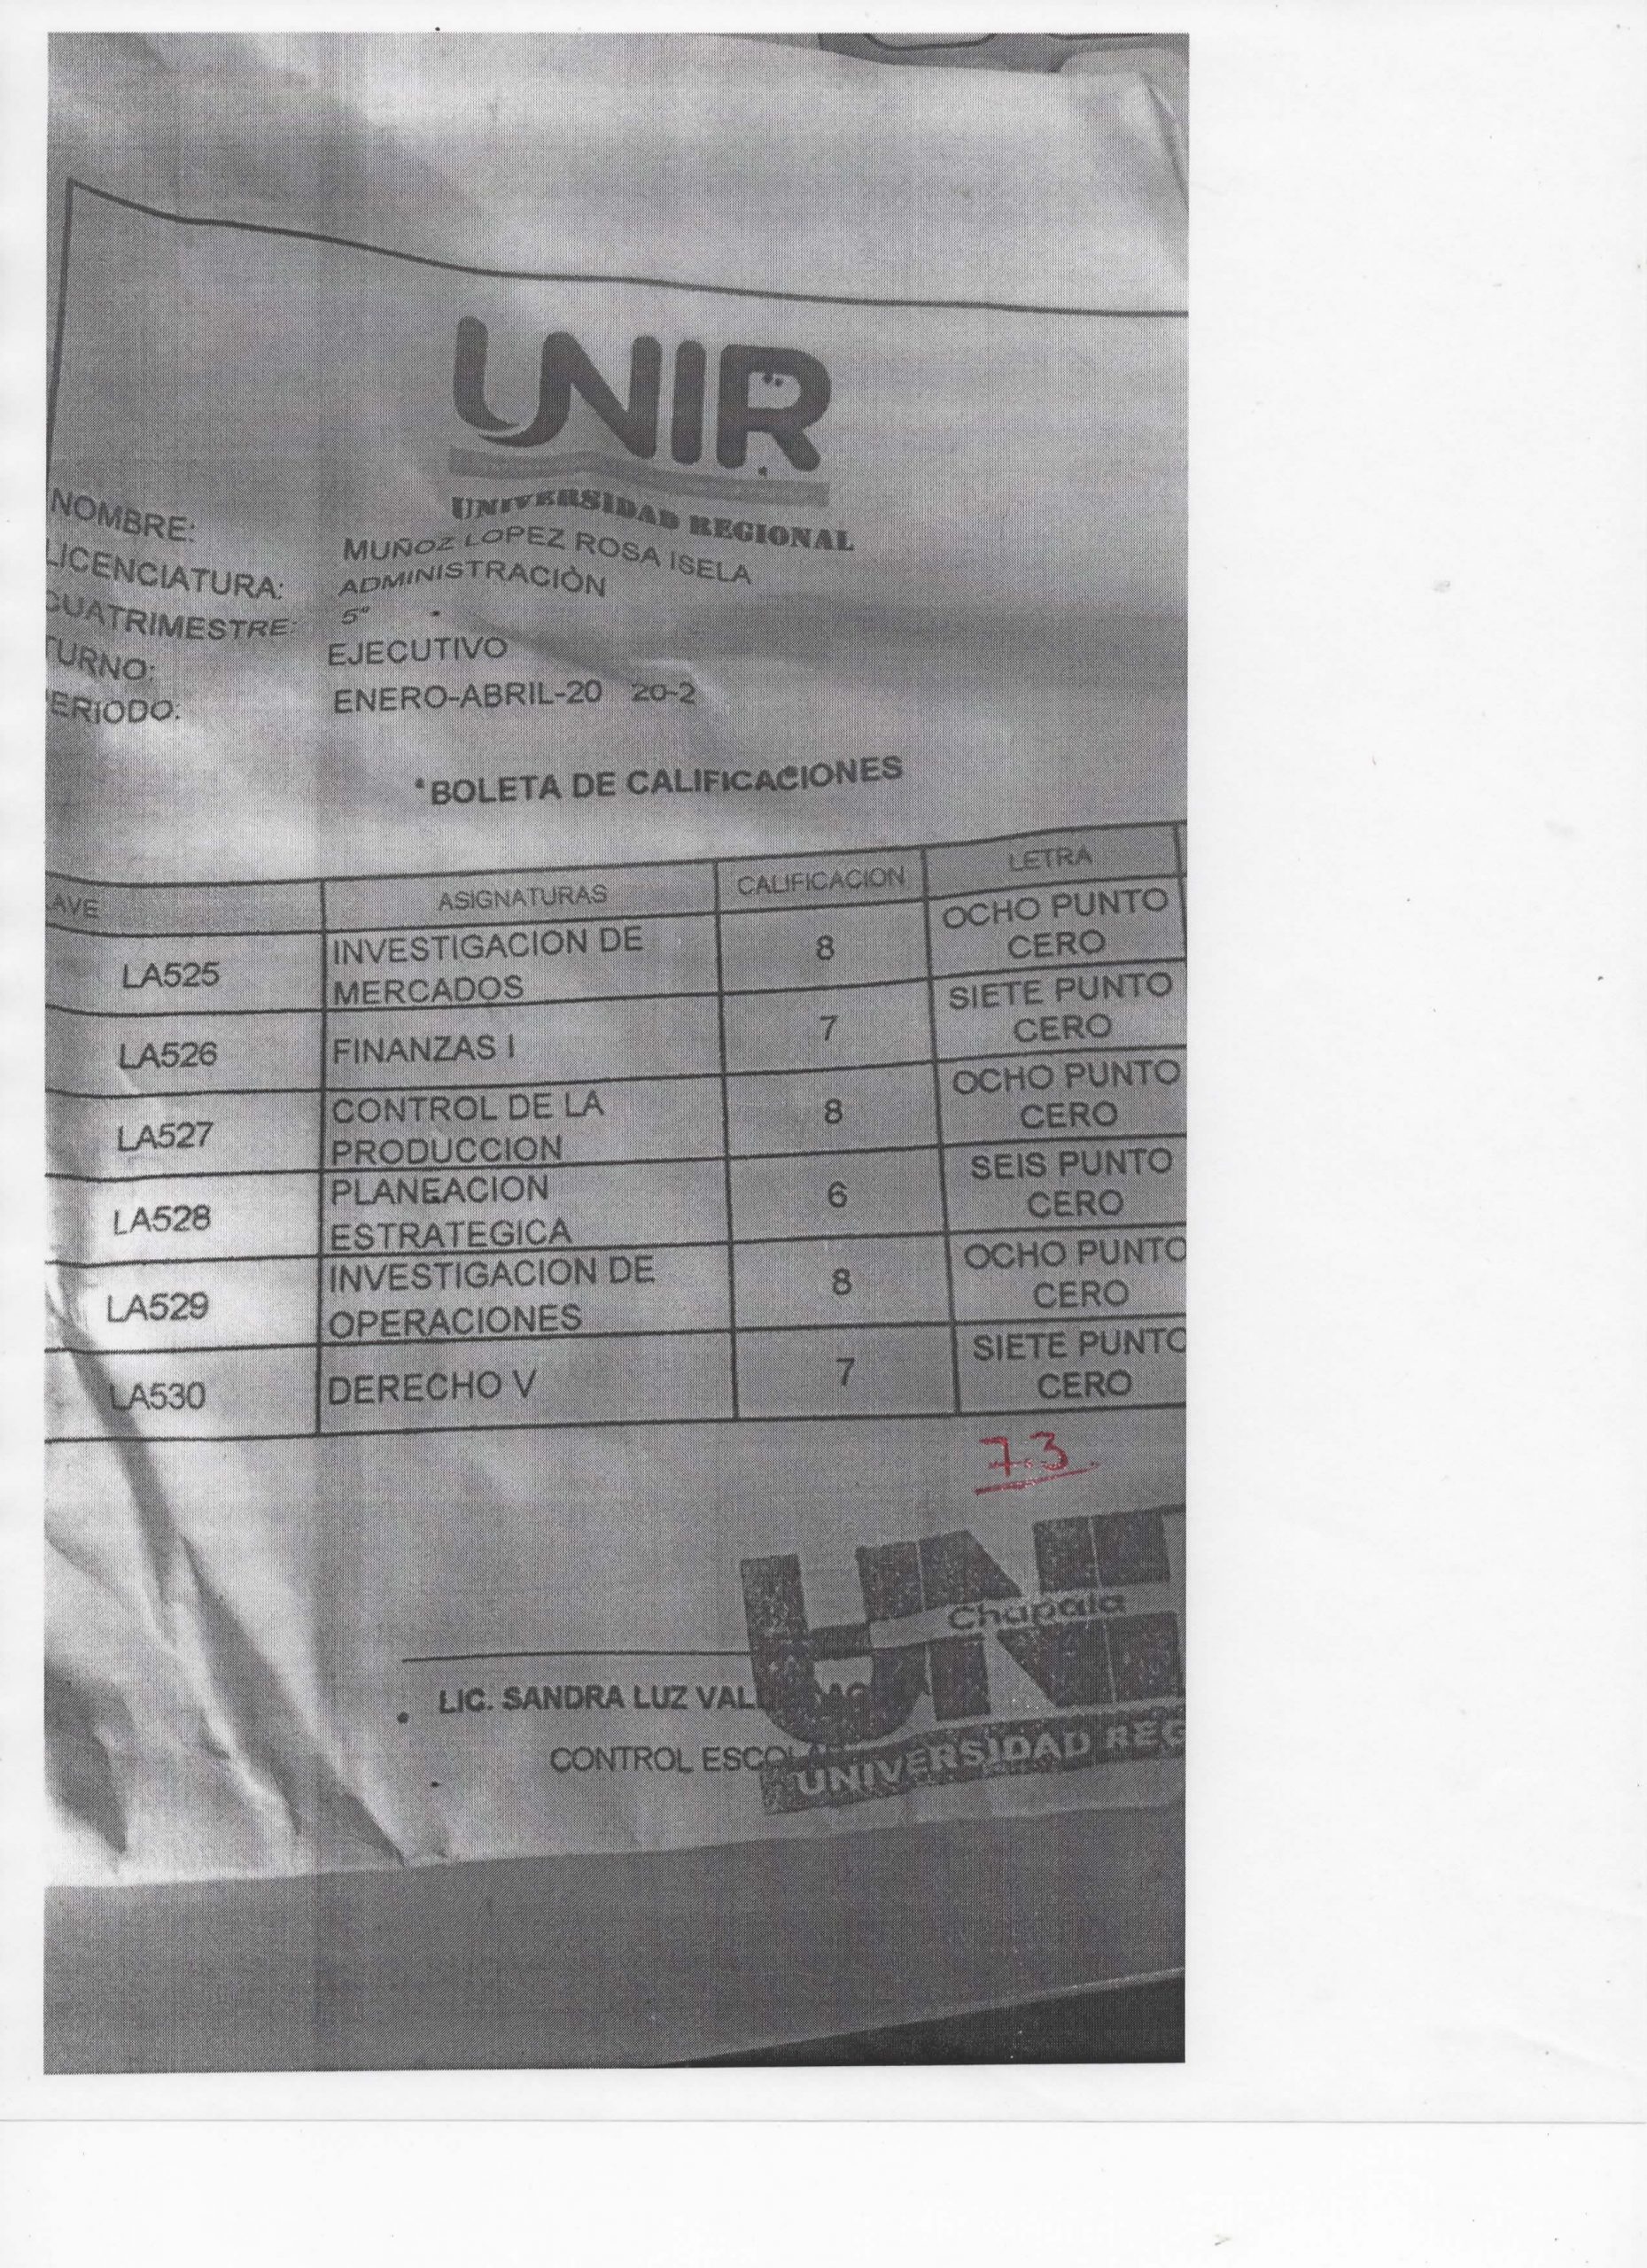 UNIR
UNIVERSIDAD REGIONAL
NOMBRE: MUÑOZ LOPEZ ROSA ISELA
LICENCIATURA: ADMINISTRACIÒN
CUATRIMESTRE: 5º
TURNO: EJECUTIVO
ERIODO: ENERO-ABRIL-20 20-2
BOLETA DE CALIFICACIONES
AVE ASIGNATURAS CALIFICACION LETRA
LA525 INVESTIGACION DE MERCADOS 8 OCHO PUNTO CERO
LA526 FINANZAS I 7 SIETE PUNTO CERO
LA527 CONTROL DE LA PRODUCCION 8 OCHO PUNTO CERO
LA528 PLANEACION ESTRATEGICA 6 SEIS PUNTO CERO
LA529 INVESTIGACION DE OPERACIONES 8 OCHO PUNTO CERO
LA530 DERECHO V 7 SIETE PUNTO CERO
7.3
Chapala
LIC. SANDRA LUZ
CONTROL
UNIVERSIDAD REG